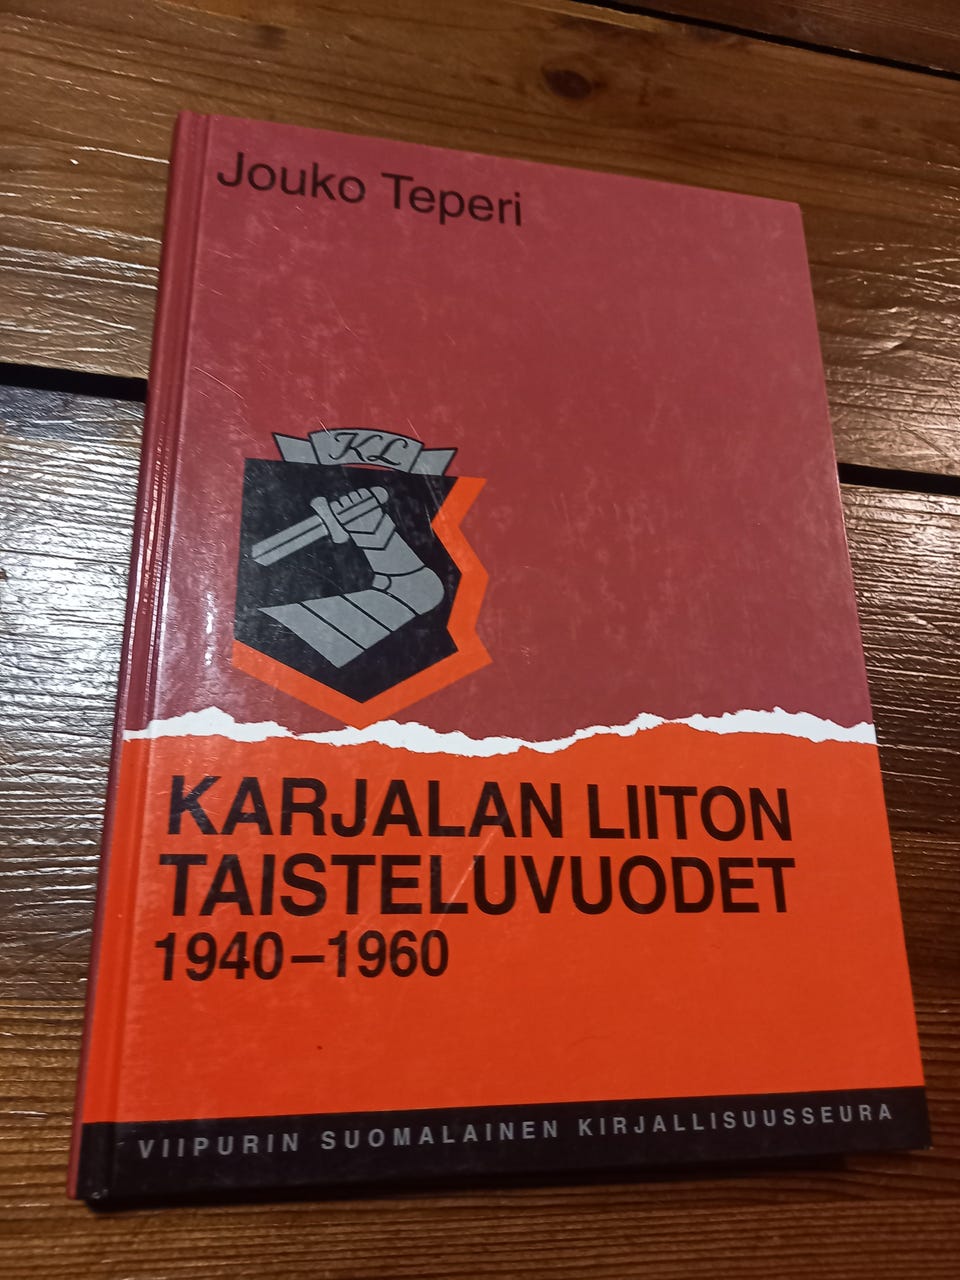 Jouko Teperi
KL
KARJALAN LIITON
TAISTELUVUODET
1940–1960
VIIPURIN SUOMALAINEN KIRJALLISUUSSEURA